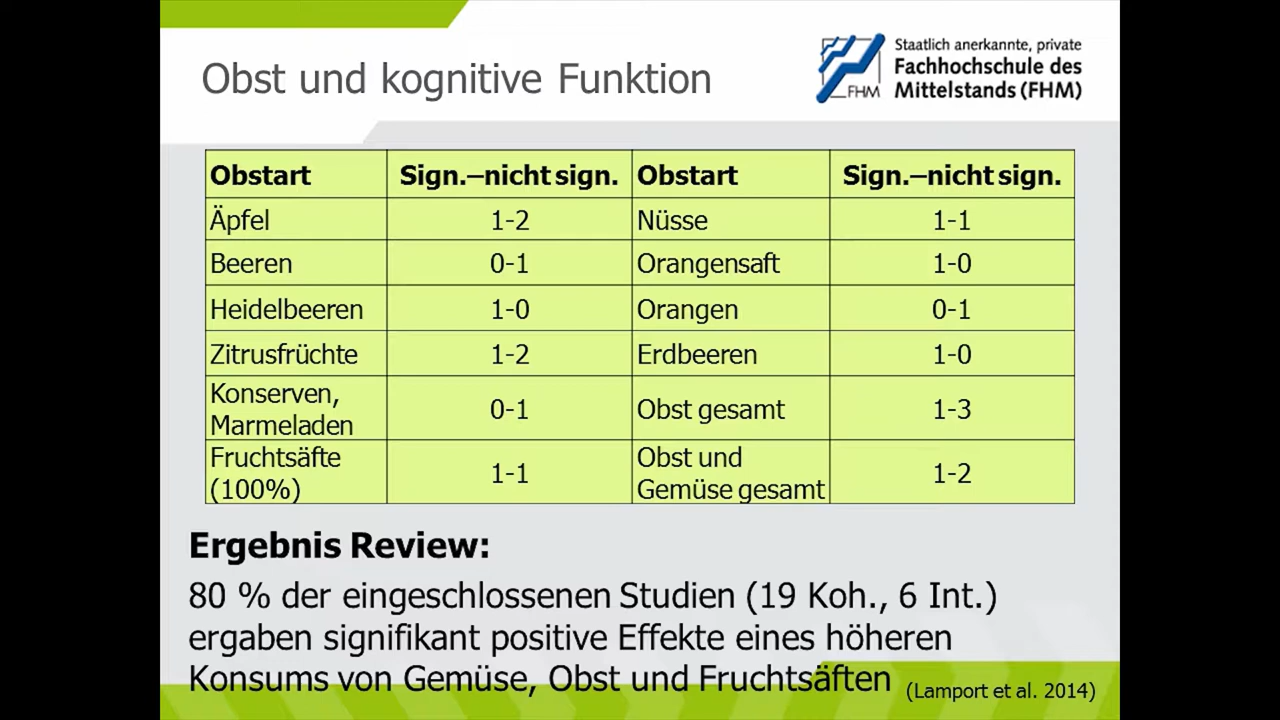 Obst und kognitive Funktion
FHM
Staatlich anerkannte, private
Fachhochschule des
Mittelstands (FHM)
Obstart Sign.–nicht sign. Obstart Sign.–nicht sign.
Äpfel 1-2 Nüsse 1-1
Beeren 0-1 Orangensaft 1-0
Heidelbeeren 1-0 Orangen 0-1
Zitrusfrüchte 1-2 Erdbeeren 1-0
Konserven,
Marmeladen 0-1 Obst gesamt 1-3
Fruchtsäfte
(100%) 1-1 Obst und
Gemüse gesamt 1-2
Ergebnis Review:
80 % der eingeschlossenen Studien (19 Koh., 6 Int.)
ergaben signifikant positive Effekte eines höheren
Konsums von Gemüse, Obst und Fruchtsäften (Lamport et al. 2014)